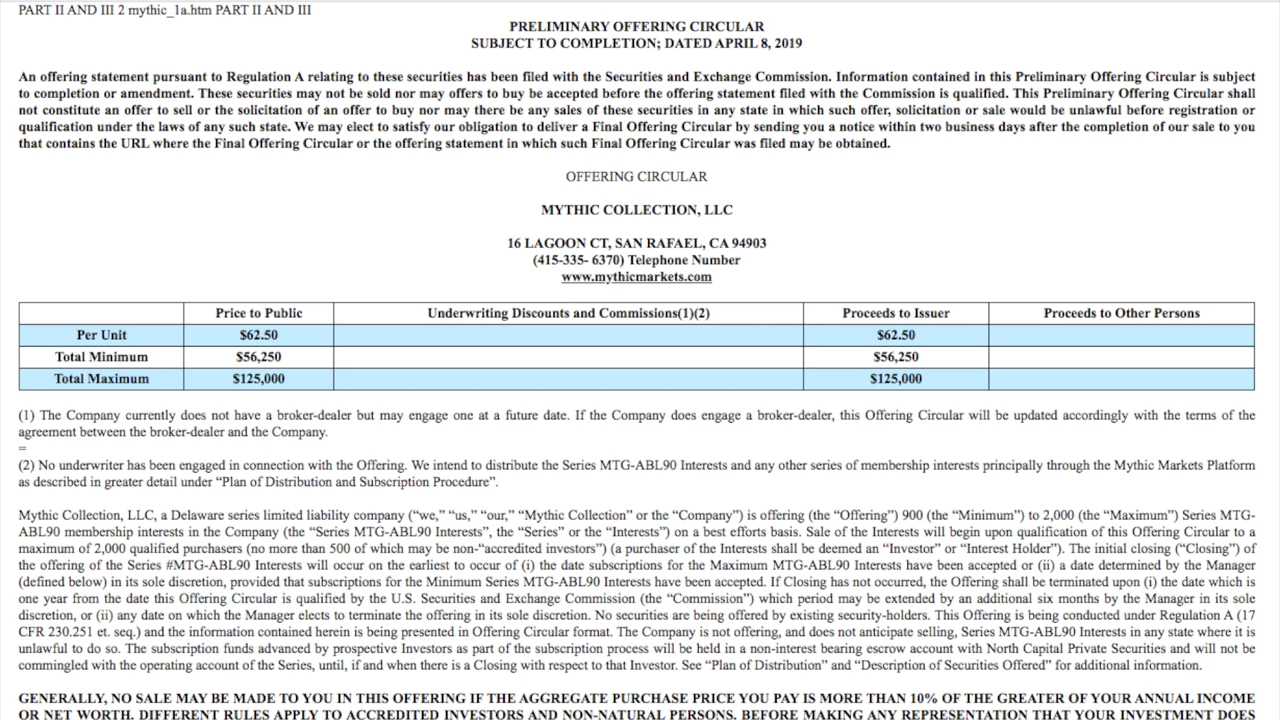 PART II AND III 2 mythic_1a.htm PART II AND III
PRELIMINARY OFFERING CIRCULAR
SUBJECT TO COMPLETION; DATED APRIL 8, 2019
An offering statement pursuant to Regulation A relating to these securities has been filed with the Securities and Exchange Commission. Information contained in this Preliminary Offering Circular is subject
to completion or amendment. These securities may not be sold nor may offers to buy be accepted before the offering statement filed with the Commission is qualified. This Preliminary Offering Circular shall
not constitute an offer to sell or the solicitation of an offer to buy nor may there be any sales of these securities in any state in which such offer, solicitation or sale would be unlawful before registration or
qualification under the laws of any such state. We may elect to satisfy our obligation to deliver a Final Offering Circular by sending you a notice within two business days after the completion of our sale to you
that contains the URL where the Final Offering Circular or the offering statement in which such Final Offering Circular was filed may be obtained.
OFFERING CIRCULAR
MYTHIC COLLECTION, LLC
16 LAGOON CT, SAN RAFAEL, CA 94903
(415-335- 6370) Telephone Number
www.mythicmarkets.com
Price to Public Underwriting Discounts and Commissions(1)(2) Proceeds to Issuer Proceeds to Other Persons
Per Unit $62.50 $62.50
Total Minimum $56,250 $56,250
Total Maximum $125,000 $125,000
(1) The Company currently does not have a broker-dealer but may engage one at a future date. If the Company does engage a broker-dealer, this Offering Circular will be updated accordingly with the terms of the
agreement between the broker-dealer and the Company.
=
(2) No underwriter has been engaged in connection with the Offering. We intend to distribute the Series MTG-ABL90 Interests and any other series of membership interests principally through the Mythic Markets Platform
as described in greater detail under “Plan of Distribution and Subscription Procedure”.
Mythic Collection, LLC, a Delaware series limited liability company (“we,” “us,” “our,” “Mythic Collection” or the “Company”) is offering (the “Offering”) 900 (the “Minimum”) to 2,000 (the “Maximum”) Series MTG-
ABL90 membership interests in the Company (the “Series MTG-ABL90 Interests”, the “Series” or the “Interests”) on a best efforts basis. Sale of the Interests will begin upon qualification of this Offering Circular to a
maximum of 2,000 qualified purchasers (no more than 500 of which may be non-“accredited investors”) (a purchaser of the Interests shall be deemed an “Investor” or “Interest Holder”). The initial closing (“Closing”) of
the offering of the Series #MTG-ABL90 Interests will occur on the earliest to occur of (i) the date subscriptions for the Maximum MTG-ABL90 Interests have been accepted or (ii) a date determined by the Manager
(defined below) in its sole discretion, provided that subscriptions for the Minimum Series MTG-ABL90 Interests have been accepted. If Closing has not occurred, the Offering shall be terminated upon (i) the date which is
one year from the date this Offering Circular is qualified by the U.S. Securities and Exchange Commission (the “Commission”) which period may be extended by an additional six months by the Manager in its sole
discretion, or (ii) any date on which the Manager elects to terminate the offering in its sole discretion. No securities are being offered by existing security-holders. This Offering is being conducted under Regulation A (17
CFR 230.251 et. seq.) and the information contained herein is being presented in Offering Circular format. The Company is not offering, and does not anticipate selling, Series MTG-ABL90 Interests in any state where it is
unlawful to do so. The subscription funds advanced by prospective Investors as part of the subscription process will be held in a non-interest bearing escrow account with North Capital Private Securities and will not be
commingled with the operating account of the Series, until, if and when there is a Closing with respect to that Investor. See “Plan of Distribution” and “Description of Securities Offered” for additional information.
GENERALLY, NO SALE MAY BE MADE TO YOU IN THIS OFFERING IF THE AGGREGATE PURCHASE PRICE YOU PAY IS MORE THAN 10% OF THE GREATER OF YOUR ANNUAL INCOME
OR NET WORTH. DIFFERENT RULES APPLY TO ACCREDITED INVESTORS AND NON-NATURAL PERSONS. BEFORE MAKING ANY REPRESENTATION THAT YOUR INVESTMENT DOES